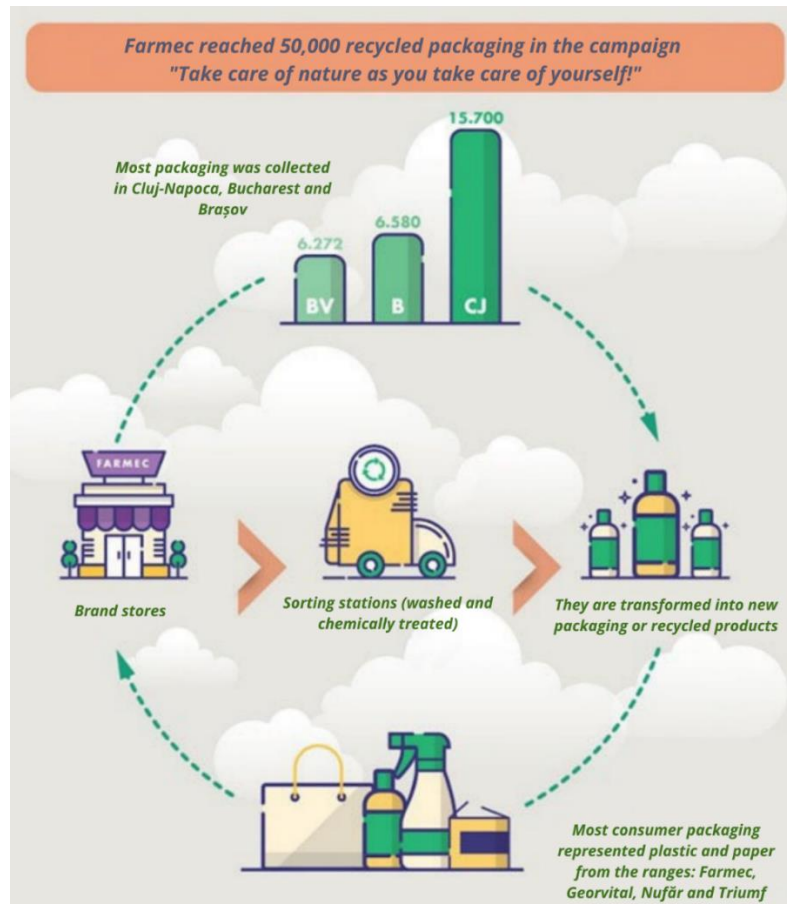 Farmec reached 50,000 recycled packaging in the campaign
"Take care of nature as you take care of yourself!"
15.700
Most packaging was collected
in Cluj-Napoca, Bucharest and
Brașov
6.580
6.272
BV
B
CJ
FARMEC
Brand stores
Sorting stations (washed and
chemically treated)
They are transformed into new
packaging or recycled products
Most consumer packaging
represented plastic and paper
from the ranges: Farmec,
Georvital, Nufăr and Triumf